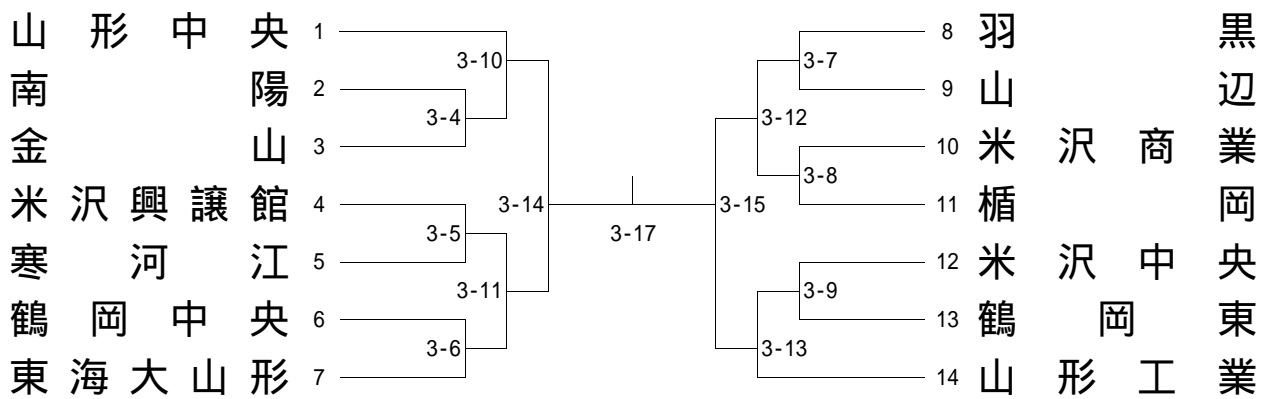 山形中央 1
南陽 2
金山 3
米沢興譲館 4
寒河江 5
鶴岡中央 6
東海大山形 7
3-10
3-4
3-14
3-5
3-11
3-6
3-17
3-7
3-12
3-8
3-15
3-9
3-13
8 羽黒
9 山辺
10 米沢商業
11 楯岡
12 米沢中央
13 鶴岡東
14 山形工業